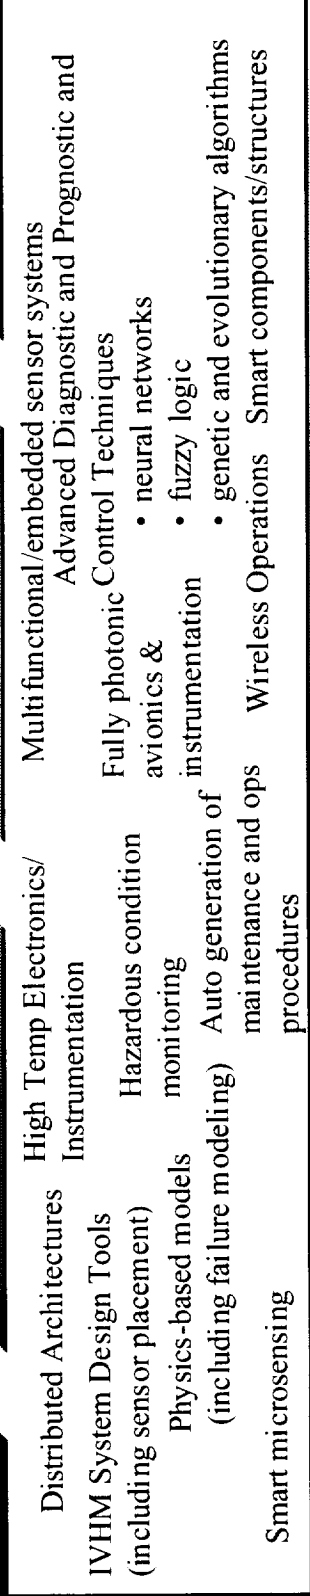 Distributed Architectures
IVHM System Design Tools
(including sensor placement)
Physics-based models
(including failure modeling)
Smart microsensing
High Temp Electronics/
Instrumentation
Hazardous condition
monitoring
Auto generation of
maintenance and ops
procedures
Multifunctional/embedded sensor systems
Advanced Diagnostic and Prognostic and
Control Techniques
• neural networks
• fuzzy logic
• genetic and evolutionary algorithms
Fully photonic
avionics &
instrumentation
Wireless Operations
Smart components/structures